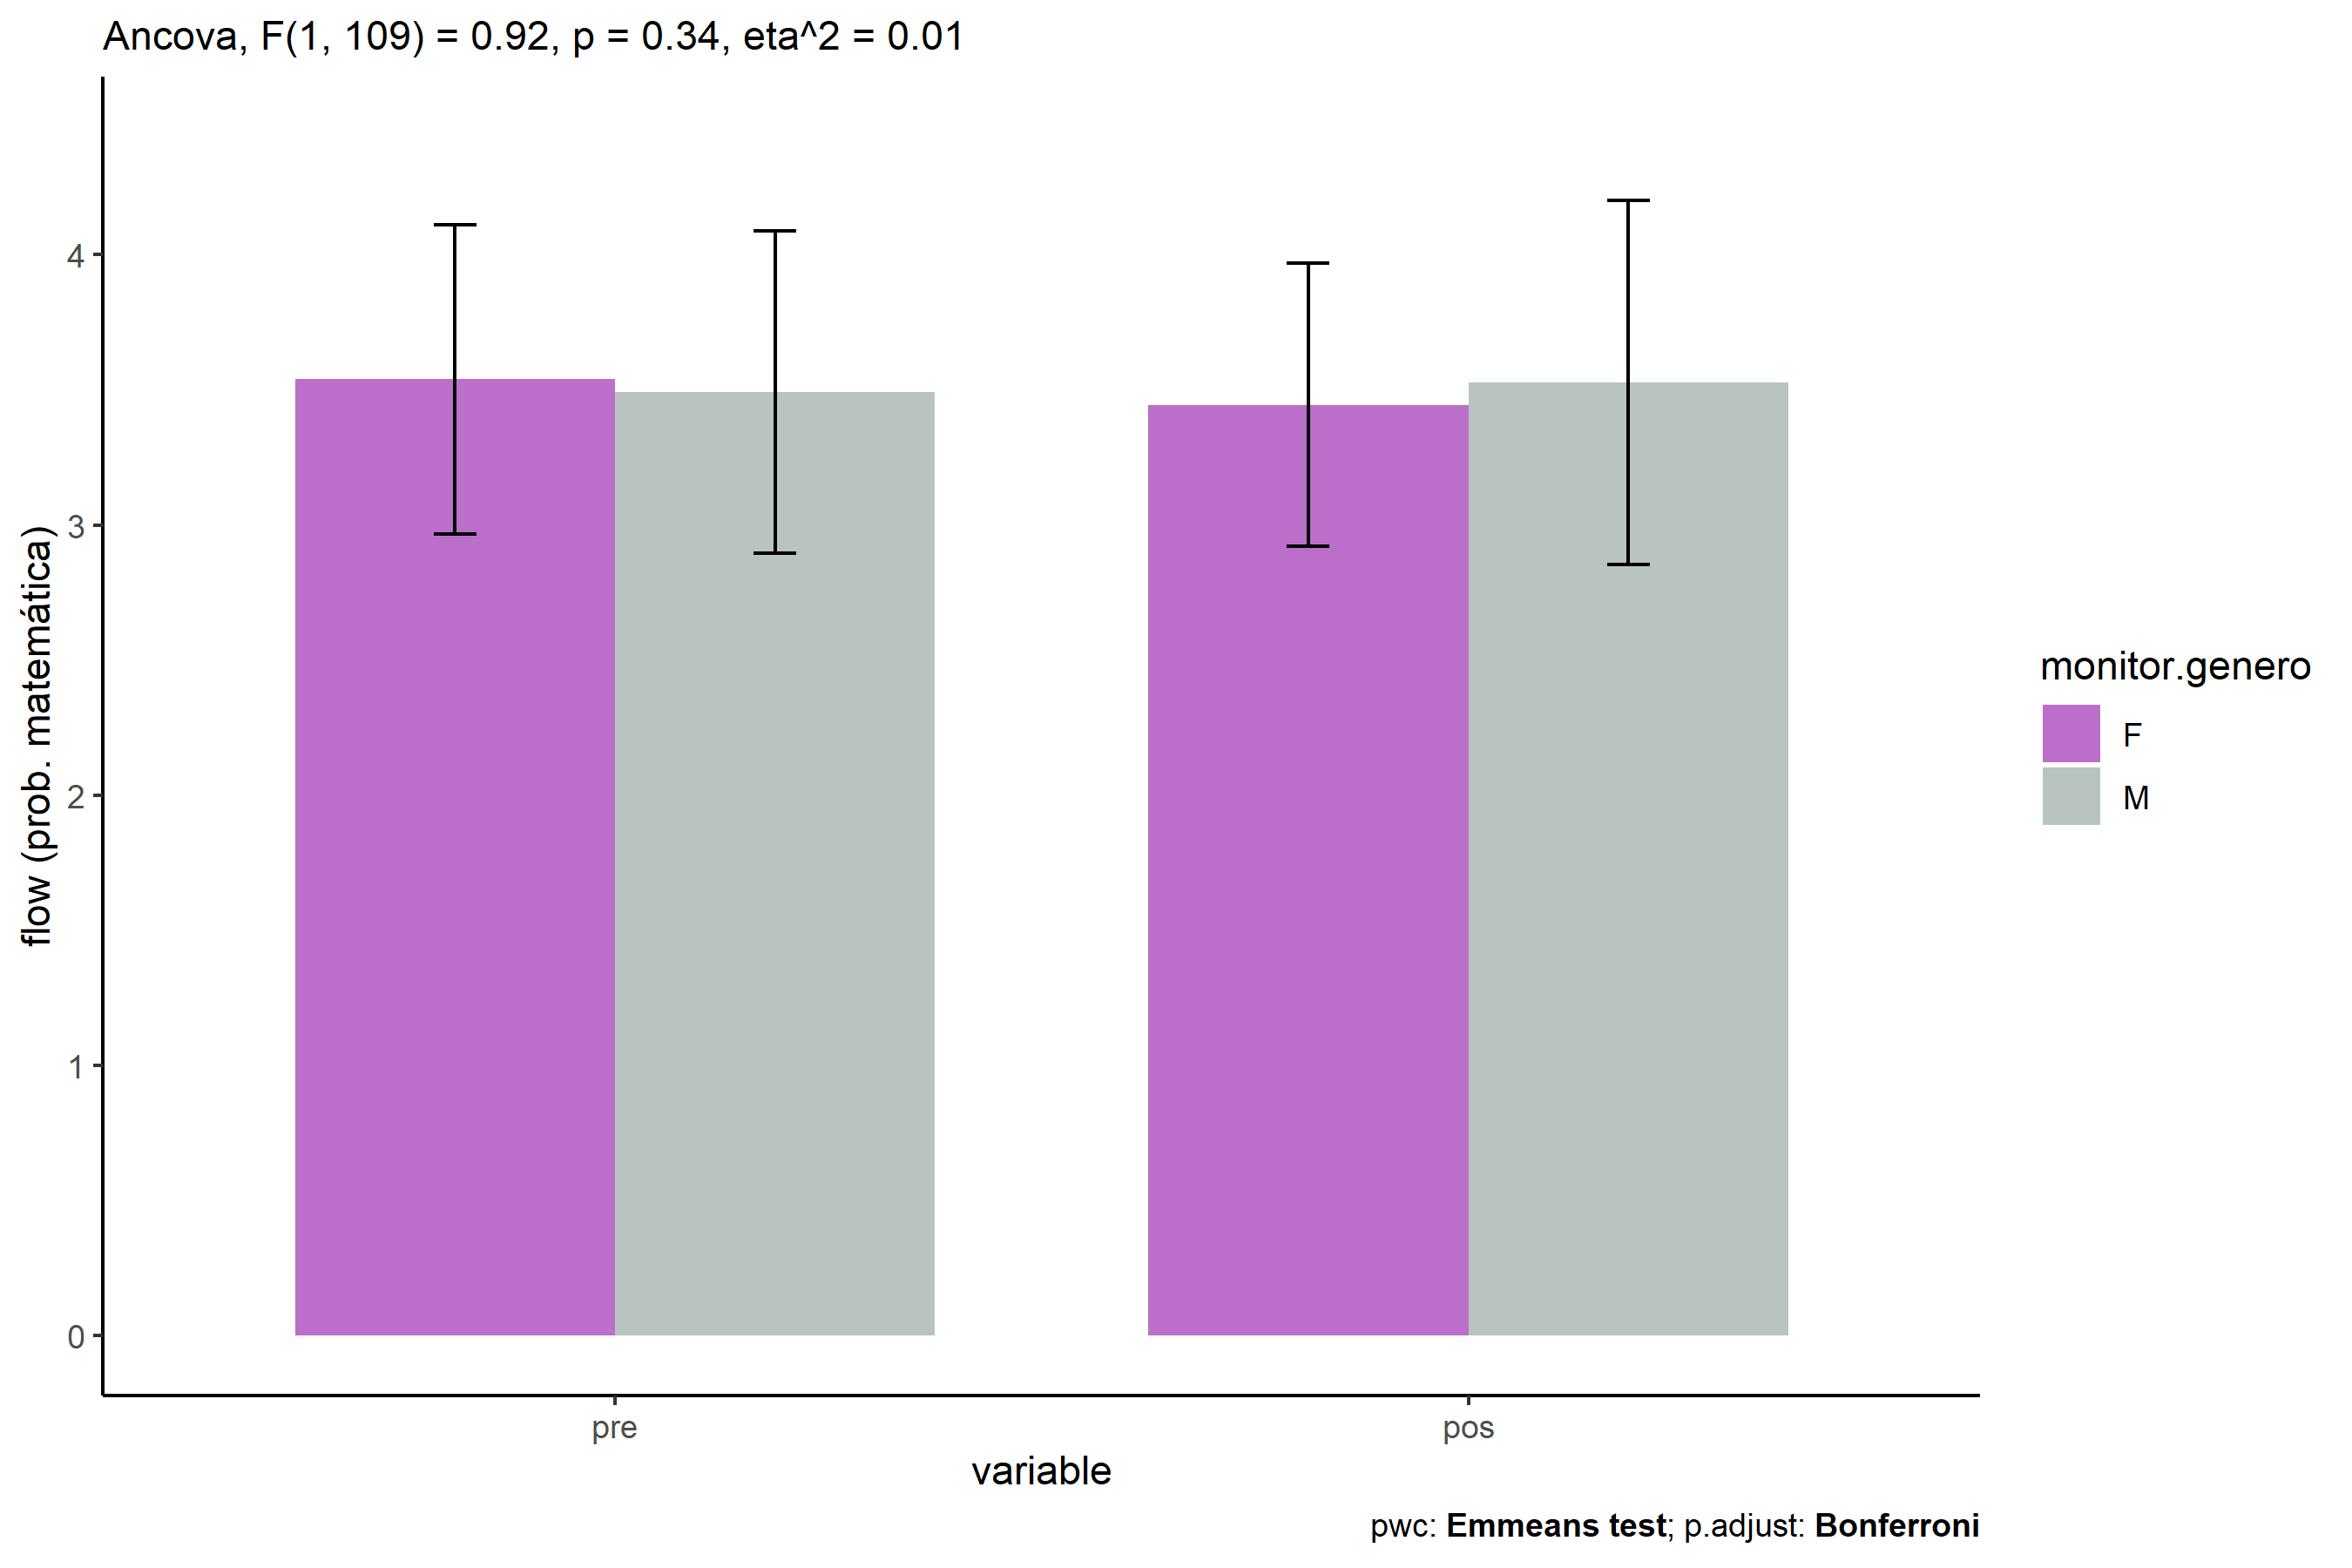 Ancova, F(1, 109) = 0.92, p = 0.34, eta^2 = 0.01
flow (prob. matemática)
4
3
2
1
0
pre
pos
variable
monitor.genero
F
M
pwc: Emmeans test; p.adjust: Bonferroni